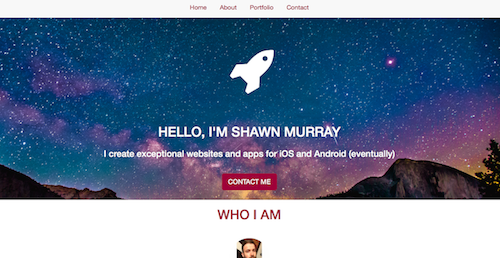 Home About Portfolio Contact
HELLO, I'M SHAWN MURRAY
I create exceptional websites and apps for iOS and Android (eventually)
CONTACT ME
WHO I AM